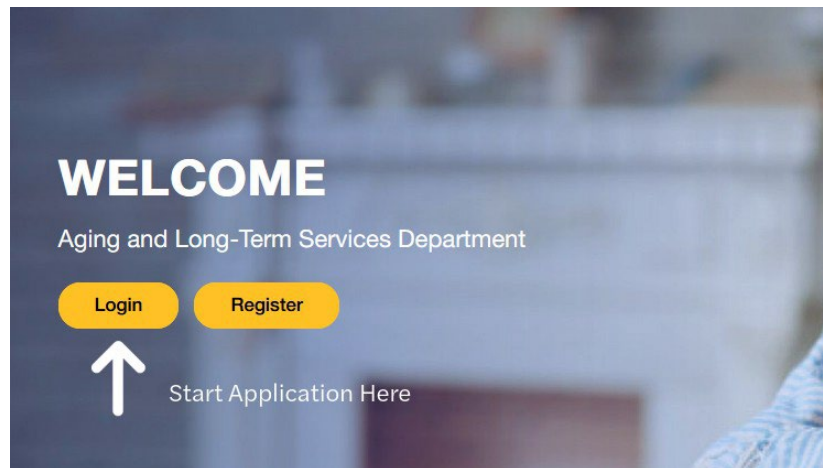 WELCOME
Aging and Long-Term Services Department
Login Register
Start Application Here